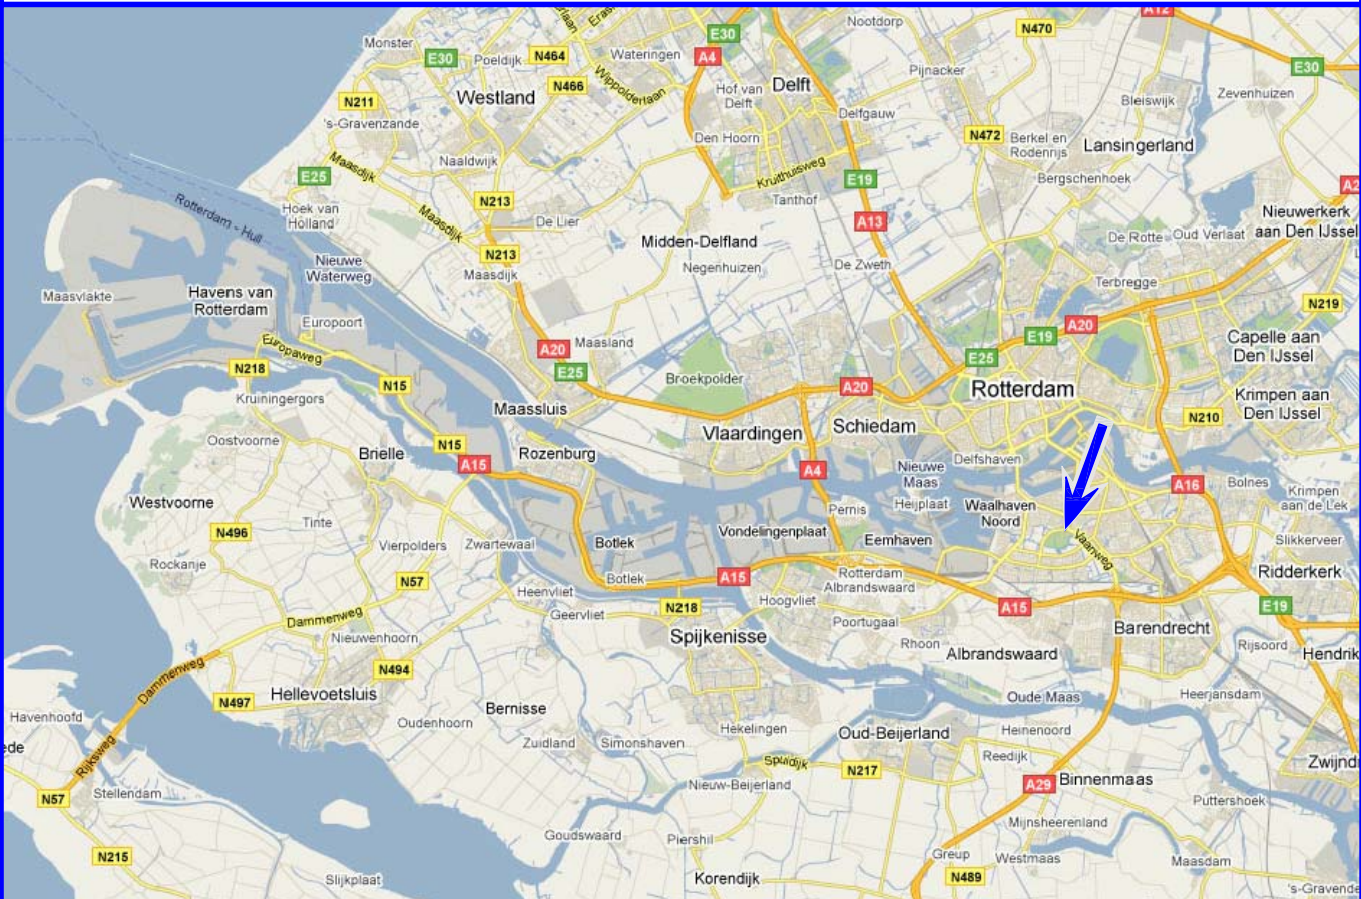 A12
E30
N470
Nootdorp
Monster
E30
Poeldijk
N464
Wateringen
A4
E30
Pijnacker
N466
Wippolderlaan
Hof van
Delft
Delft
Bleiswijk
Zevenhuizen
N211
Westland
Delfgauw
's-Gravenzande
Den Hoorn
N472
Berkel en
Rodenrijs
Lansingerland
Maasdijk
Naaldwijk
Kruithuisweg
E25
E19
Bergschenhoek
N213
Tanthof
Rotterdam - Hull
Hoek van
Holland
Maasdijk
De Lier
A13
Nieuwerkerk
aan Den IJssel
Midden-Delfland
De Rotte
Oud Verlaat
N213
Nieuwe
Waterweg
Maasdijk
Negenhuizen
De Zweth
Terbregge
Maasvlakte
Havens van
Rotterdam
N219
Europoort
A20
E19
A20
Maasland
Capelle aan
Den IJssel
Europaweg
E25
E25
N218
N15
Broekpolder
A20
Rotterdam
Kruiningergors
Maassluis
Krimpen aan
Den IJssel
N210
Vlaardingen
Schiedam
Oostvoorne
N15
Brielle
Rozenburg
A15
A4
Nieuwe
Maas
Delfshaven
A16
Bolnes
Westvoorne
Heijplaat
Waalhaven
Noord
Krimpen
aan de Lek
Pernis
Tinte
N496
Vierpolders
Zwartewaal
Botlek
Vondelingenplaat
Eemhaven
Vaanweg
Slikkerveer
Rockanje
Ridderkerk
N57
Botlek
A15
Rotterdam
Albrandswaard
Heenvliet
Hoogvliet
A15
E19
Dammenweg
Geervliet
N218
Poortugaal
Barendrecht
Nieuwenhoorn
Spijkenisse
Rhoon
Rijsoord
Albrandswaard
Hendrik
N494
Dammenweg
Hellevoetsluis
N497
Oude Maas
Heerjansdam
Bernisse
Havenhoofd
Oudenhoorn
Hekelingen
Oud-Beijerland
Heinenoord
ede
Zuidland
Simonshaven
Rijksweg
Reedijk
Spuidijk
N217
Zwijnd
N57
Stellendam
Nieuw-Beijerland
A29
Binnenmaas
Puttershoek
Goudswaard
Piershil
Mijnsheerenland
N215
Greup
Westmaas
Maasdam
Slijkplaat
Korendijk
N489
's-Gravende